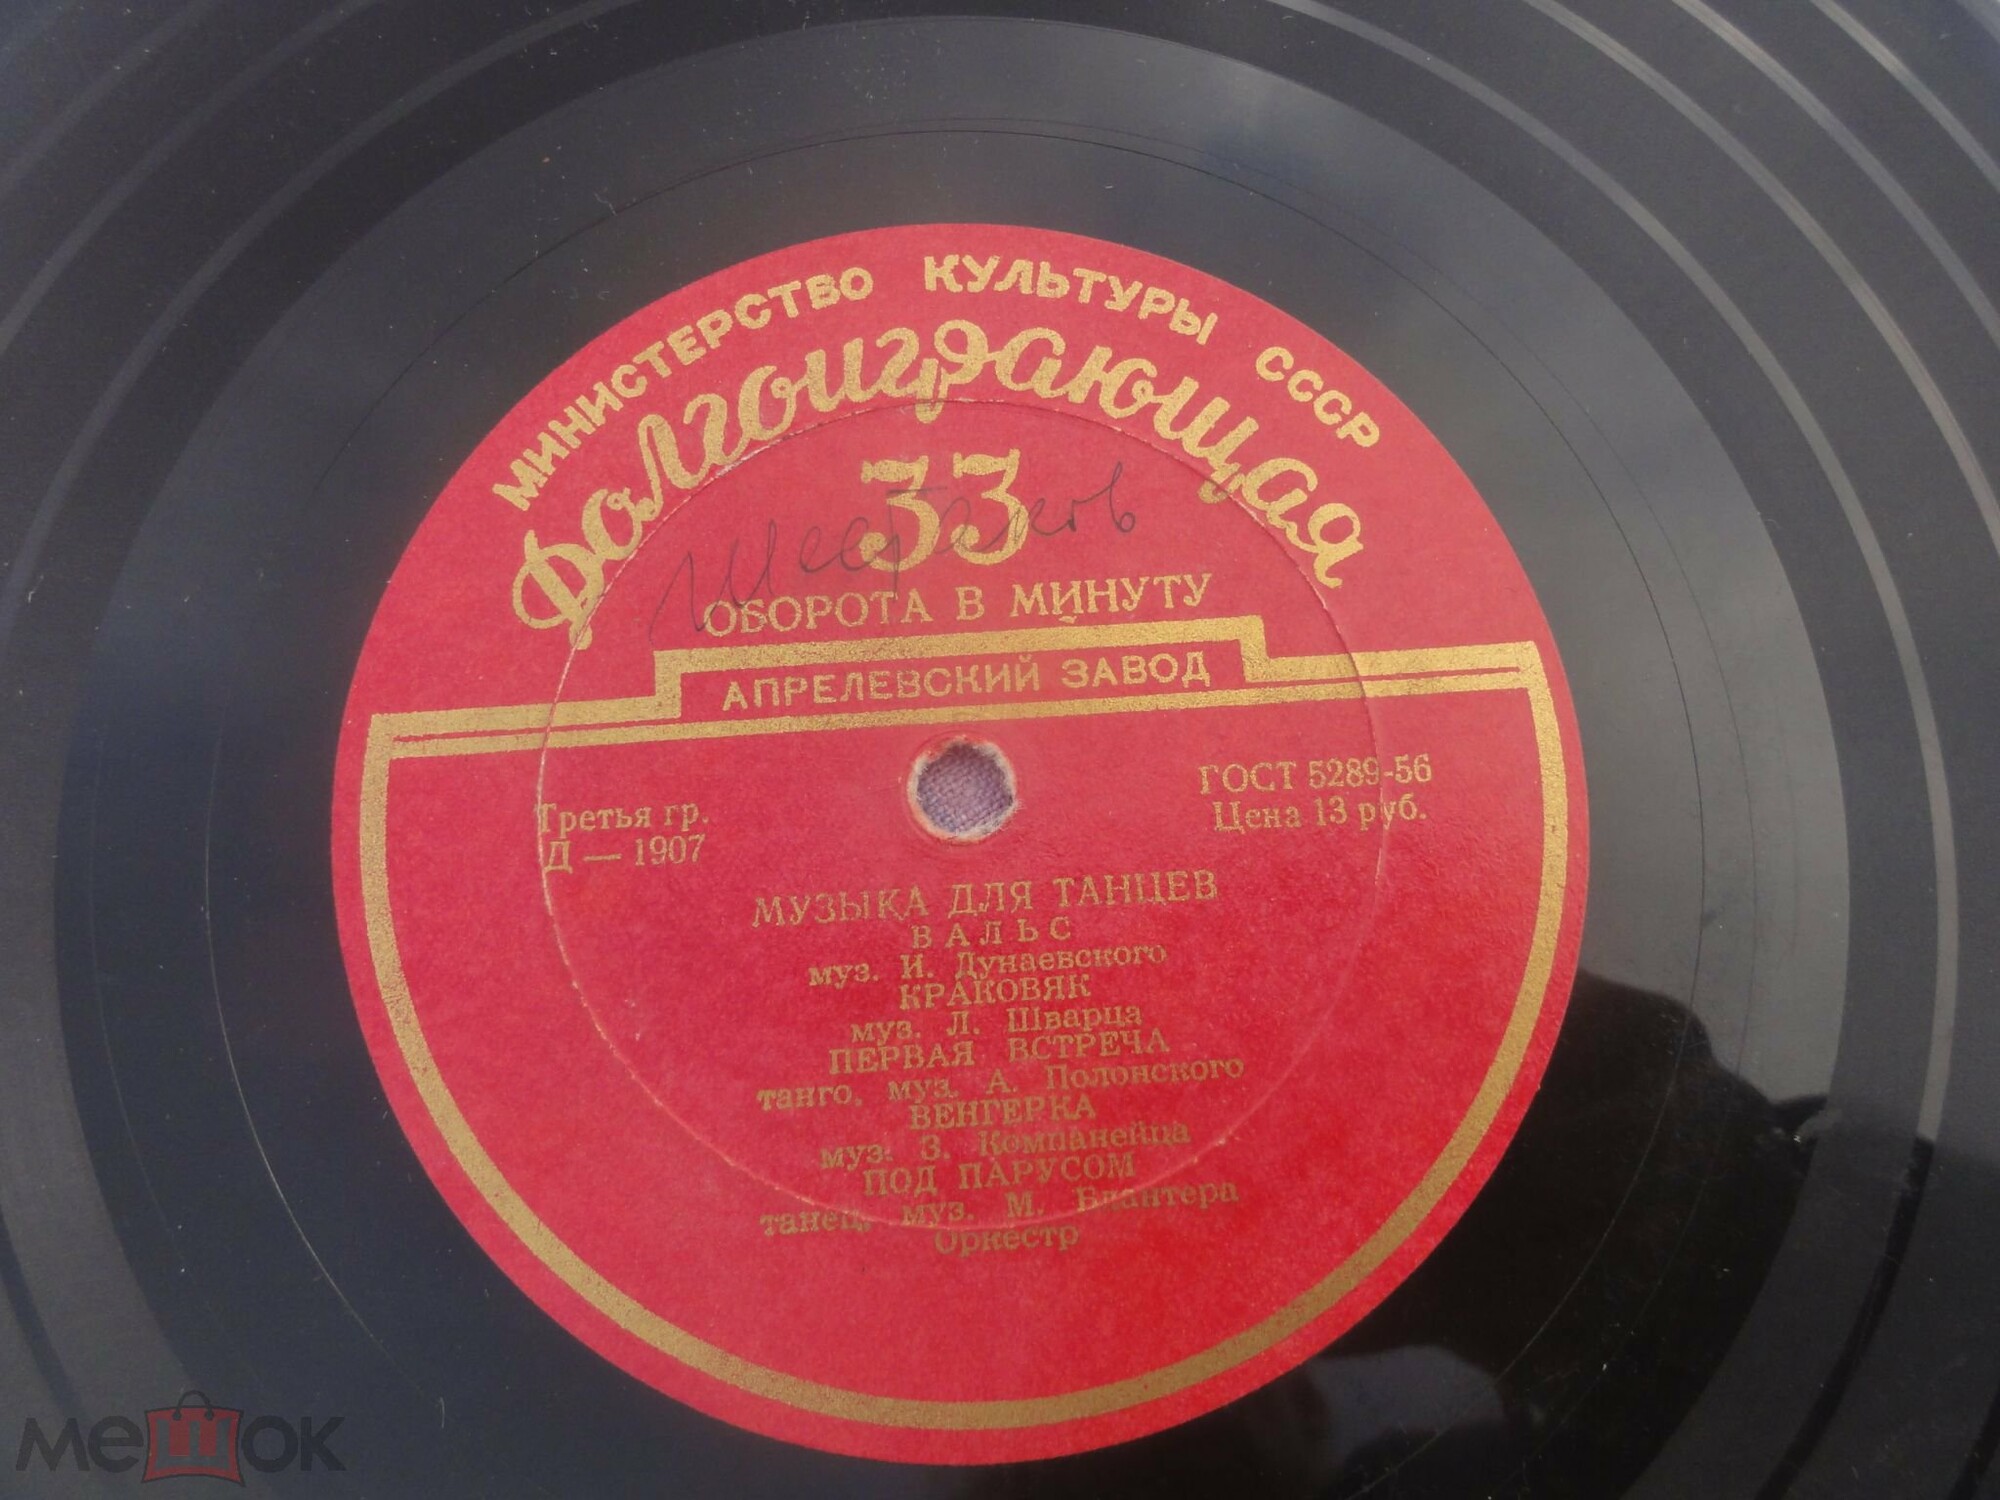 МИНИСТЕРСТВО КУЛЬТУРЫ СССР
Долгоиграющая
33
Шестаков
ОБОРОТА В МИНУТУ
АПРЕЛЕВСКИЙ ЗАВОД
Третья гр.
Д — 1907
ГОСТ 5289-56
Цена 13 руб.
МУЗЫКА ДЛЯ ТАНЦЕВ
ВАЛЬС
муз. И. Дунаевского
КРАКОВЯК
муз. Л. Шварца
ПЕРВАЯ ВСТРЕЧА
танго, муз. А. Полонского
ВЕНГЕРКА
муз. З. Компанейца
ПОД ПАРУСОМ
танец, муз. М. Блантера
Оркестр
мешок